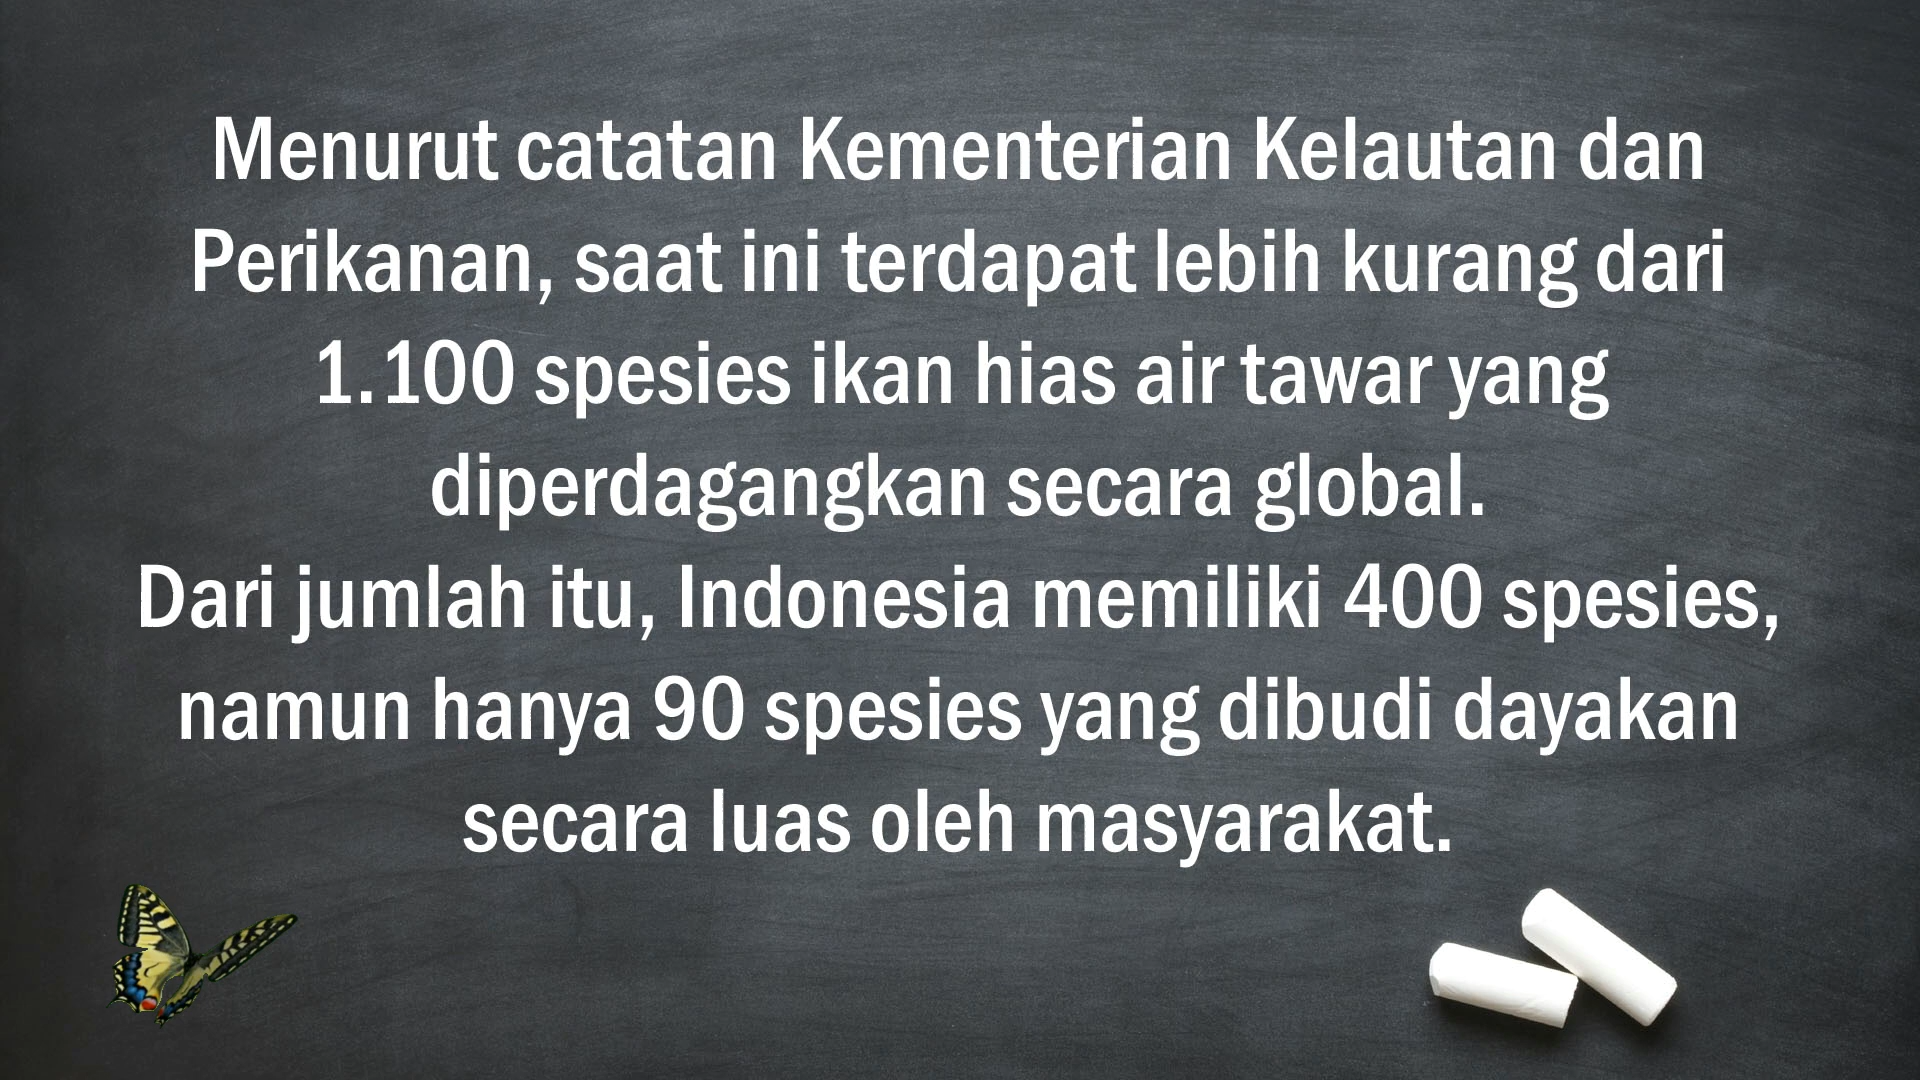 Menurut catatan Kementerian Kelautan dan
Perikanan, saat ini terdapat lebih kurang dari
1.100 spesies ikan hias air tawar yang
diperdagangkan secara global.
Dari jumlah itu, Indonesia memiliki 400 spesies,
namun hanya 90 spesies yang dibudi dayakan
secara luas oleh masyarakat.